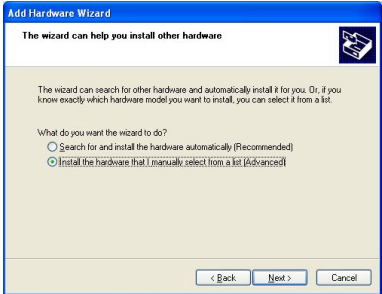 Add Hardware Wizard
The wizard can help you install other hardware
The wizard can search for other hardware and automatically install it for you. Or, if you
know exactly which hardware model you want to install, you can select it from a list.
What do you want the wizard to do?
Search for and install the hardware automatically (Recommended)
Install the hardware that I manually select from a list (Advanced)
< Back Next > Cancel